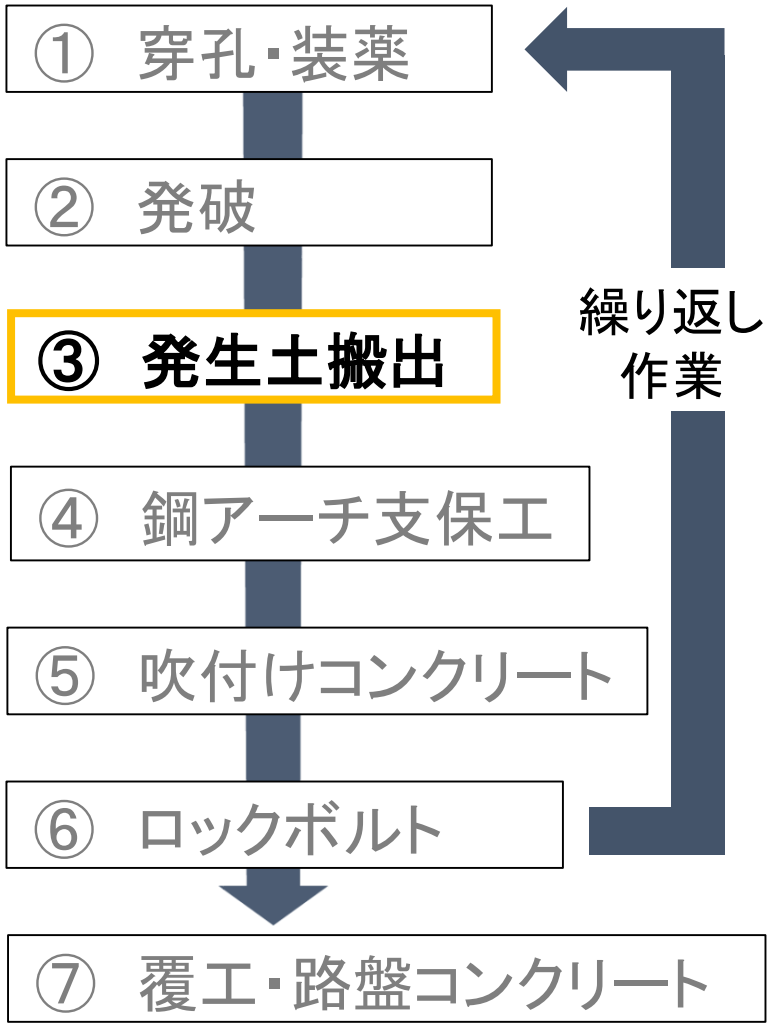 ① 穿孔・装薬
② 発破
③ 発生土搬出
繰り返し
作業
④ 鋼アーチ支保工
⑤ 吹付けコンクリート
⑥ ロックボルト
⑦ 覆工・路盤コンクリート